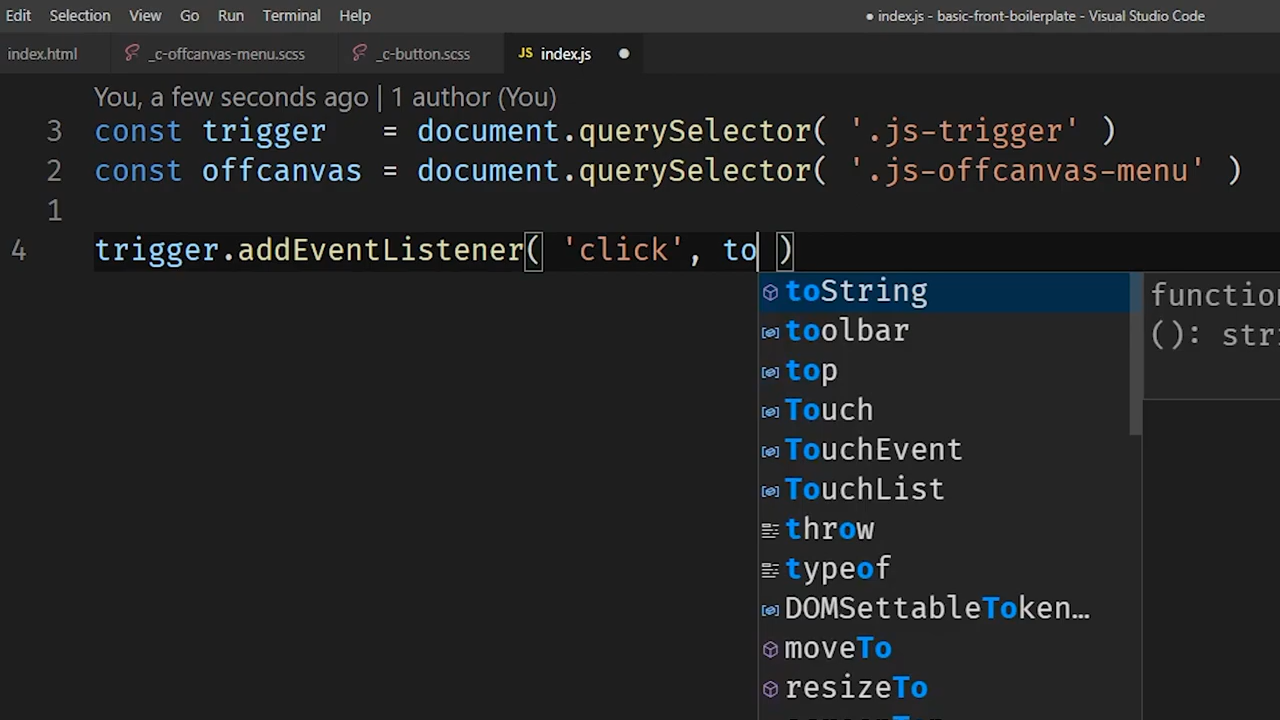 Edit Selection View Go Run Terminal Help ● index.js - basic-front-boilerplate - Visual Studio Code
index.html _c-offcanvas-menu.scss _c-button.scss JS index.js
You, a few seconds ago | 1 author (You)
3 const trigger   = document.querySelector( '.js-trigger' )
2 const offcanvas = document.querySelector( '.js-offcanvas-menu' )
1
4 trigger.addEventListener( 'click', to )
toString
functio
toolbar
(): stri
top
Touch
TouchEvent
TouchList
throw
typeof
DOMSettableToken…
moveTo
resizeTo